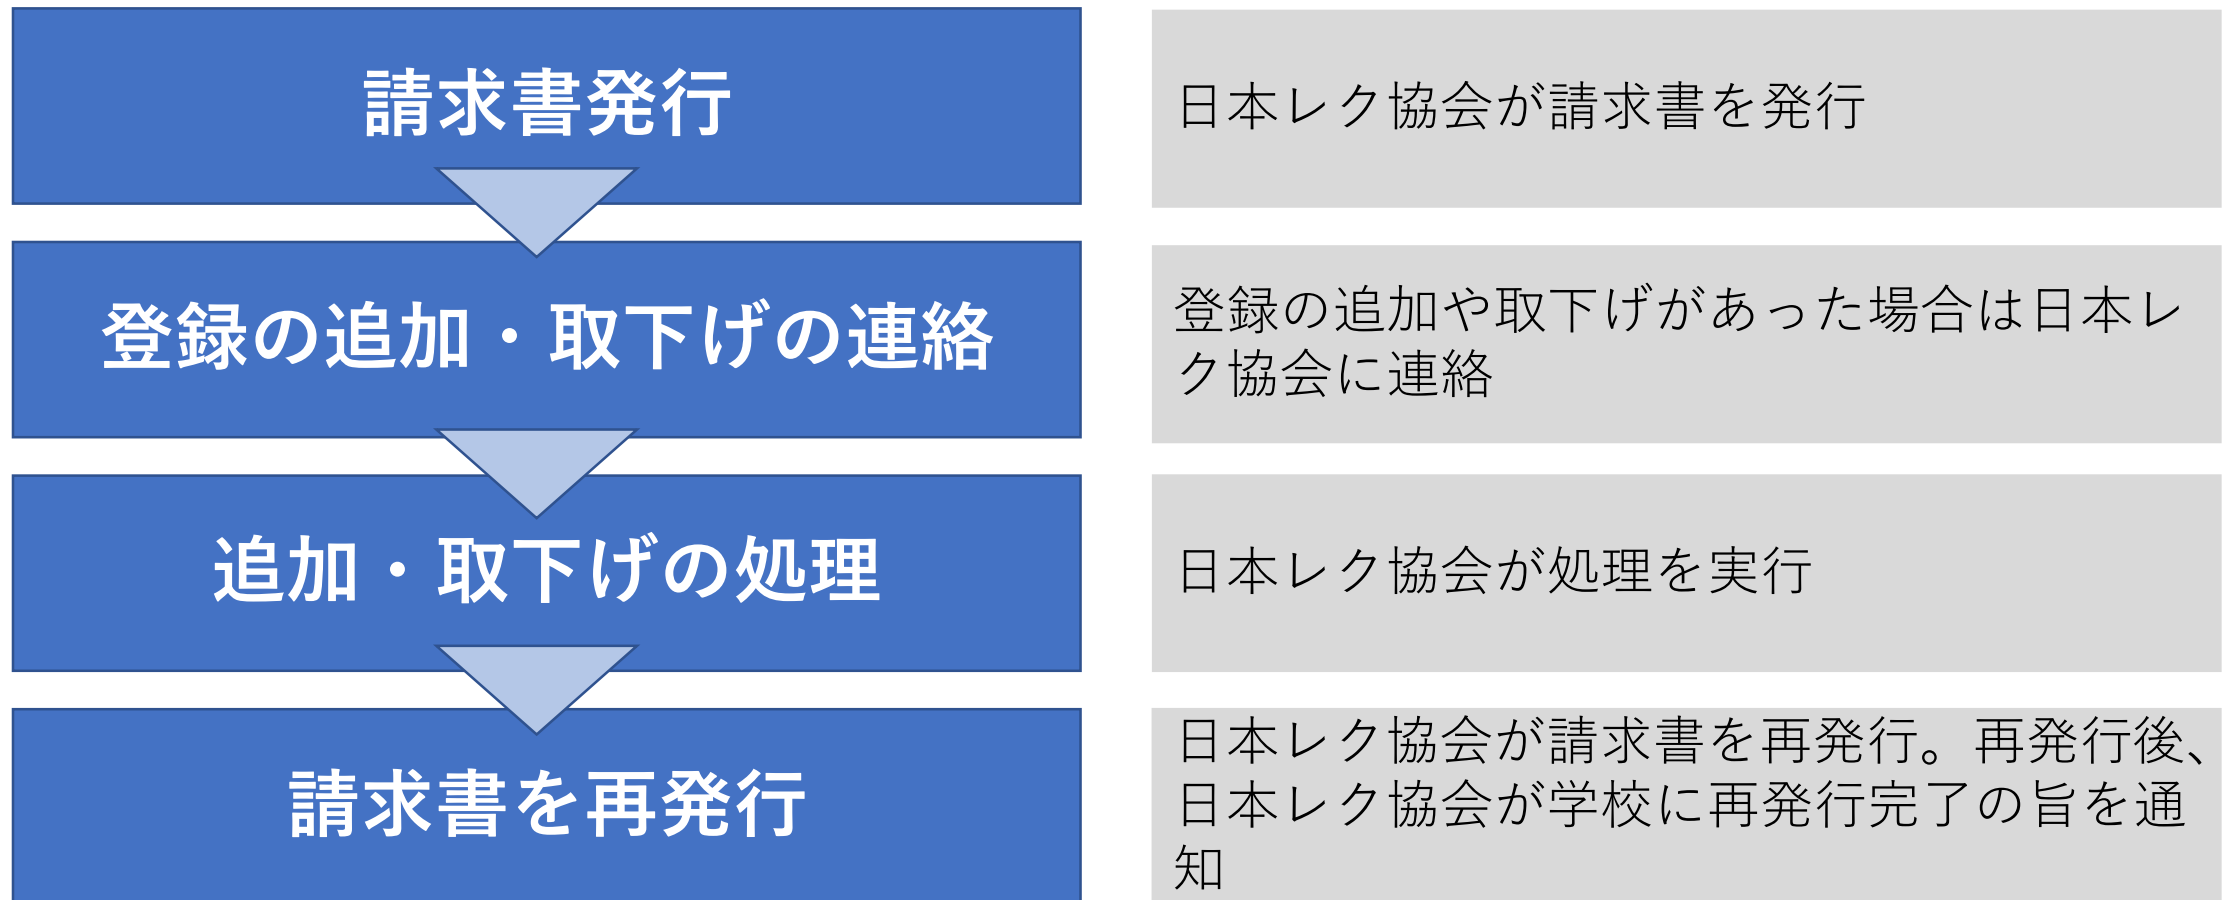 請求書発行
日本レク協会が請求書を発行
登録の追加・取下げの連絡
登録の追加や取下げがあった場合は日本レ
ク協会に連絡
追加・取下げの処理
日本レク協会が処理を実行
請求書を再発行
日本レク協会が請求書を再発行。再発行後、
日本レク協会が学校に再発行完了の旨を通
知